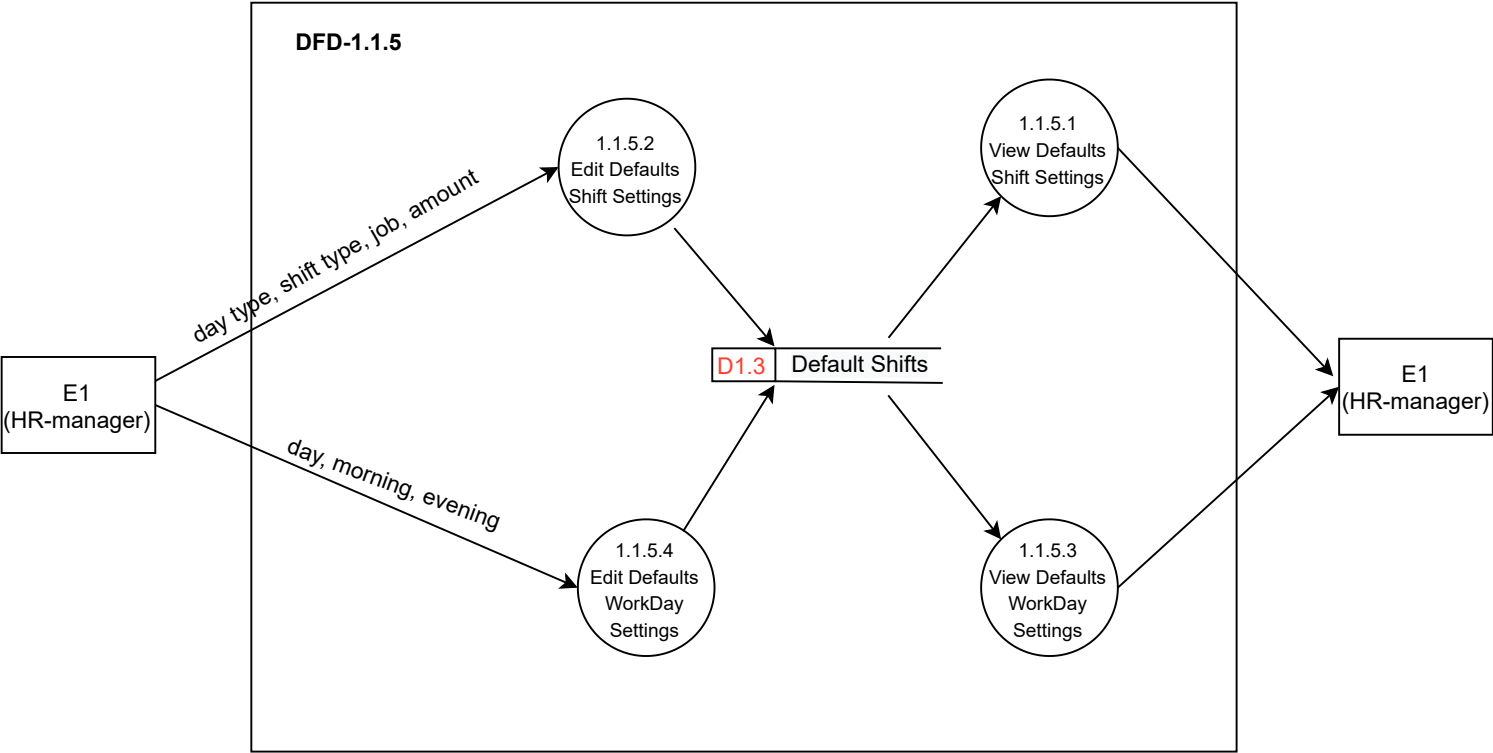 DFD-1.1.5
1.1.5.2
Edit Defaults
Shift Settings
1.1.5.1
View Defaults
Shift Settings
day type, shift type, job, amount
E1
(HR-manager)
D1.3 Default Shifts
E1
(HR-manager)
day, morning, evening
1.1.5.4
Edit Defaults
WorkDay
Settings
1.1.5.3
View Defaults
WorkDay
Settings